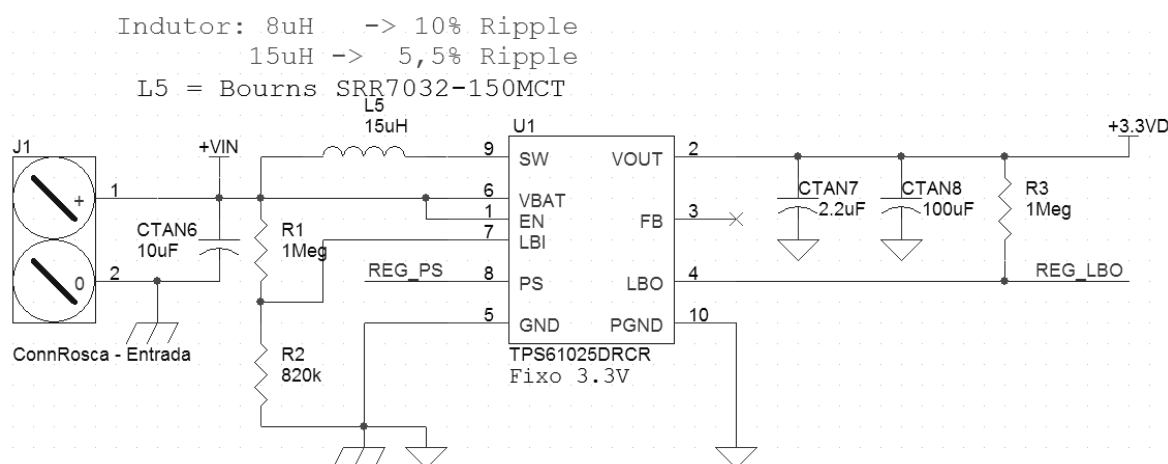 Indutor: 8uH -> 10% Ripple
15uH -> 5,5% Ripple
L5 = Bourns SRR7032-150MCT
L5
15uH
U1
+3.3VD
J1
+VIN
9
SW
VOUT
2
1
+
6
VBAT
CTAN7
2.2uF
CTAN8
100uF
R3
1Meg
1
EN
FB
3
CTAN6
10uF
R1
1Meg
7
LBI
2
0
REG_PS
8
PS
LBO
4
REG_LBO
5
GND
PGND
10
ConnRosca - Entrada
R2
820k
TPS61025DRCR
Fixo 3.3V